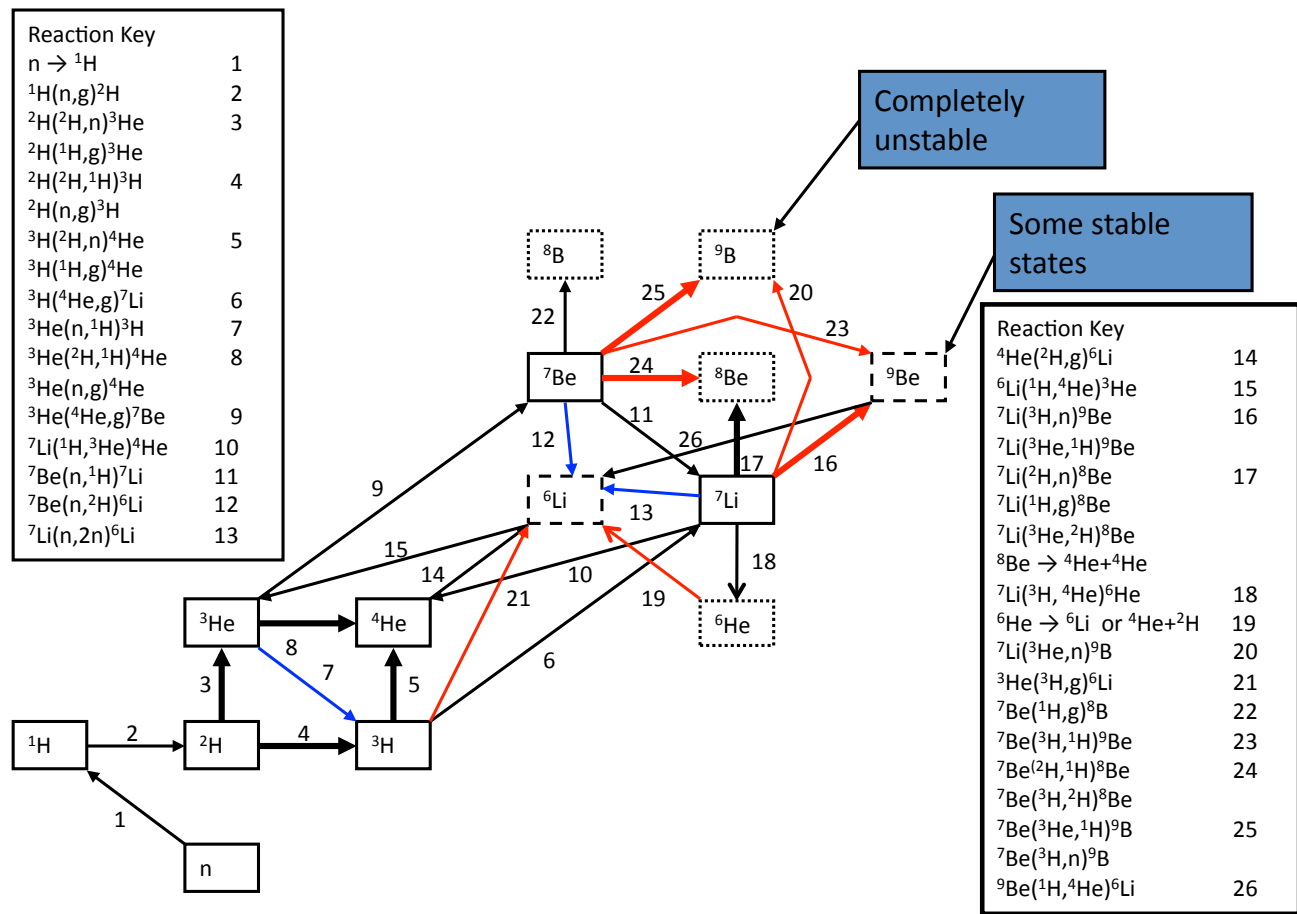 Reaction Key
n → ¹H 1
¹H(n,g)²H 2
²H(²H,n)³He 3
²H(¹H,g)³He
²H(²H,¹H)³H 4
²H(n,g)³H
³H(²H,n)⁴He 5
³H(¹H,g)⁴He
³H(⁴He,g)⁷Li 6
³He(n,¹H)³H 7
³He(²H,¹H)⁴He 8
³He(n,g)⁴He
³He(⁴He,g)⁷Be 9
⁷Li(¹H,³He)⁴He 10
⁷Be(n,¹H)⁷Li 11
⁷Be(n,²H)⁶Li 12
⁷Li(n,2n)⁶Li 13
Completely
unstable
Some stable
states
⁸B
⁹B
25
20
22
23
⁷Be
24
⁸Be
⁹Be
11
12
26
9
17
16
⁶Li
⁷Li
13
15
14
10
18
21
19
³He
⁴He
⁶He
8
7
6
3
5
¹H
2
²H
4
³H
1
n
Reaction Key
⁴He(²H,g)⁶Li 14
⁶Li(¹H,⁴He)³He 15
⁷Li(³H,n)⁹Be 16
⁷Li(³He,¹H)⁹Be
⁷Li(²H,n)⁸Be 17
⁷Li(¹H,g)⁸Be
⁷Li(³He,²H)⁸Be
⁸Be → ⁴He+⁴He
⁷Li(³H, ⁴He)⁶He 18
⁶He → ⁶Li or ⁴He+²H 19
⁷Li(³He,n)⁹B 20
³He(³H,g)⁶Li 21
⁷Be(¹H,g)⁸B 22
⁷Be(³H,¹H)⁹Be 23
⁷Be⁽²H,¹H)⁸Be 24
⁷Be(³H,²H)⁸Be
⁷Be(³He,¹H)⁹B 25
⁷Be(³H,n)⁹B
⁹Be(¹H,⁴He)⁶Li 26